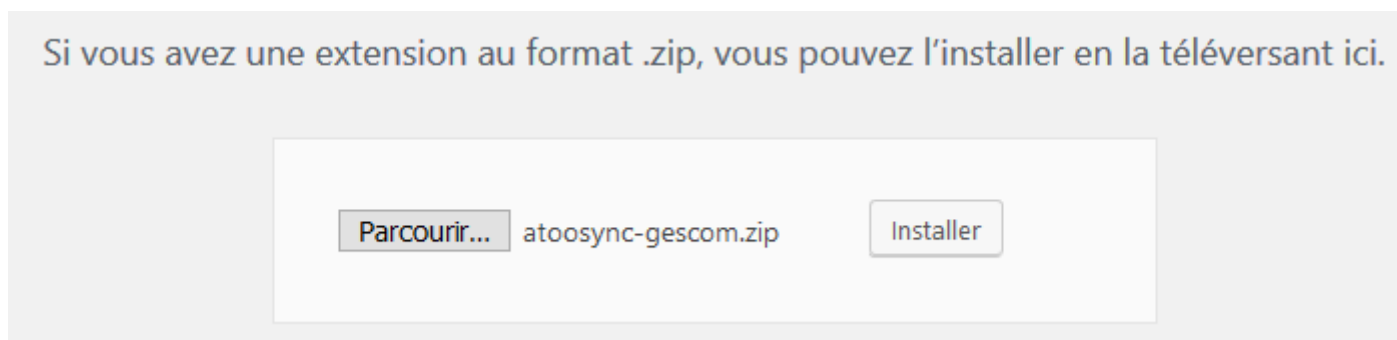 Si vous avez une extension au format .zip, vous pouvez l’installer en la téléversant ici.
Parcourir... atoosync-gescom.zip Installer